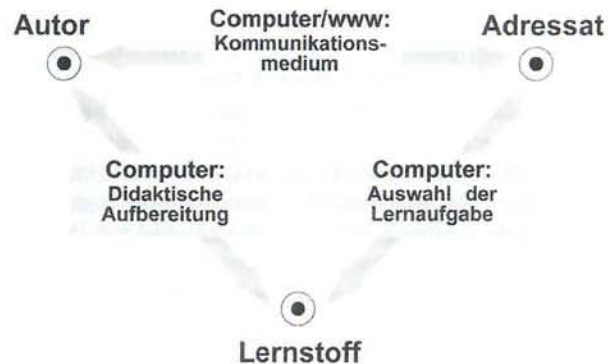 Autor
Computer/www:
Kommunikations-
medium
Adressat
Computer:
Didaktische
Aufbereitung
Computer:
Auswahl der
Lernaufgabe
Lernstoff